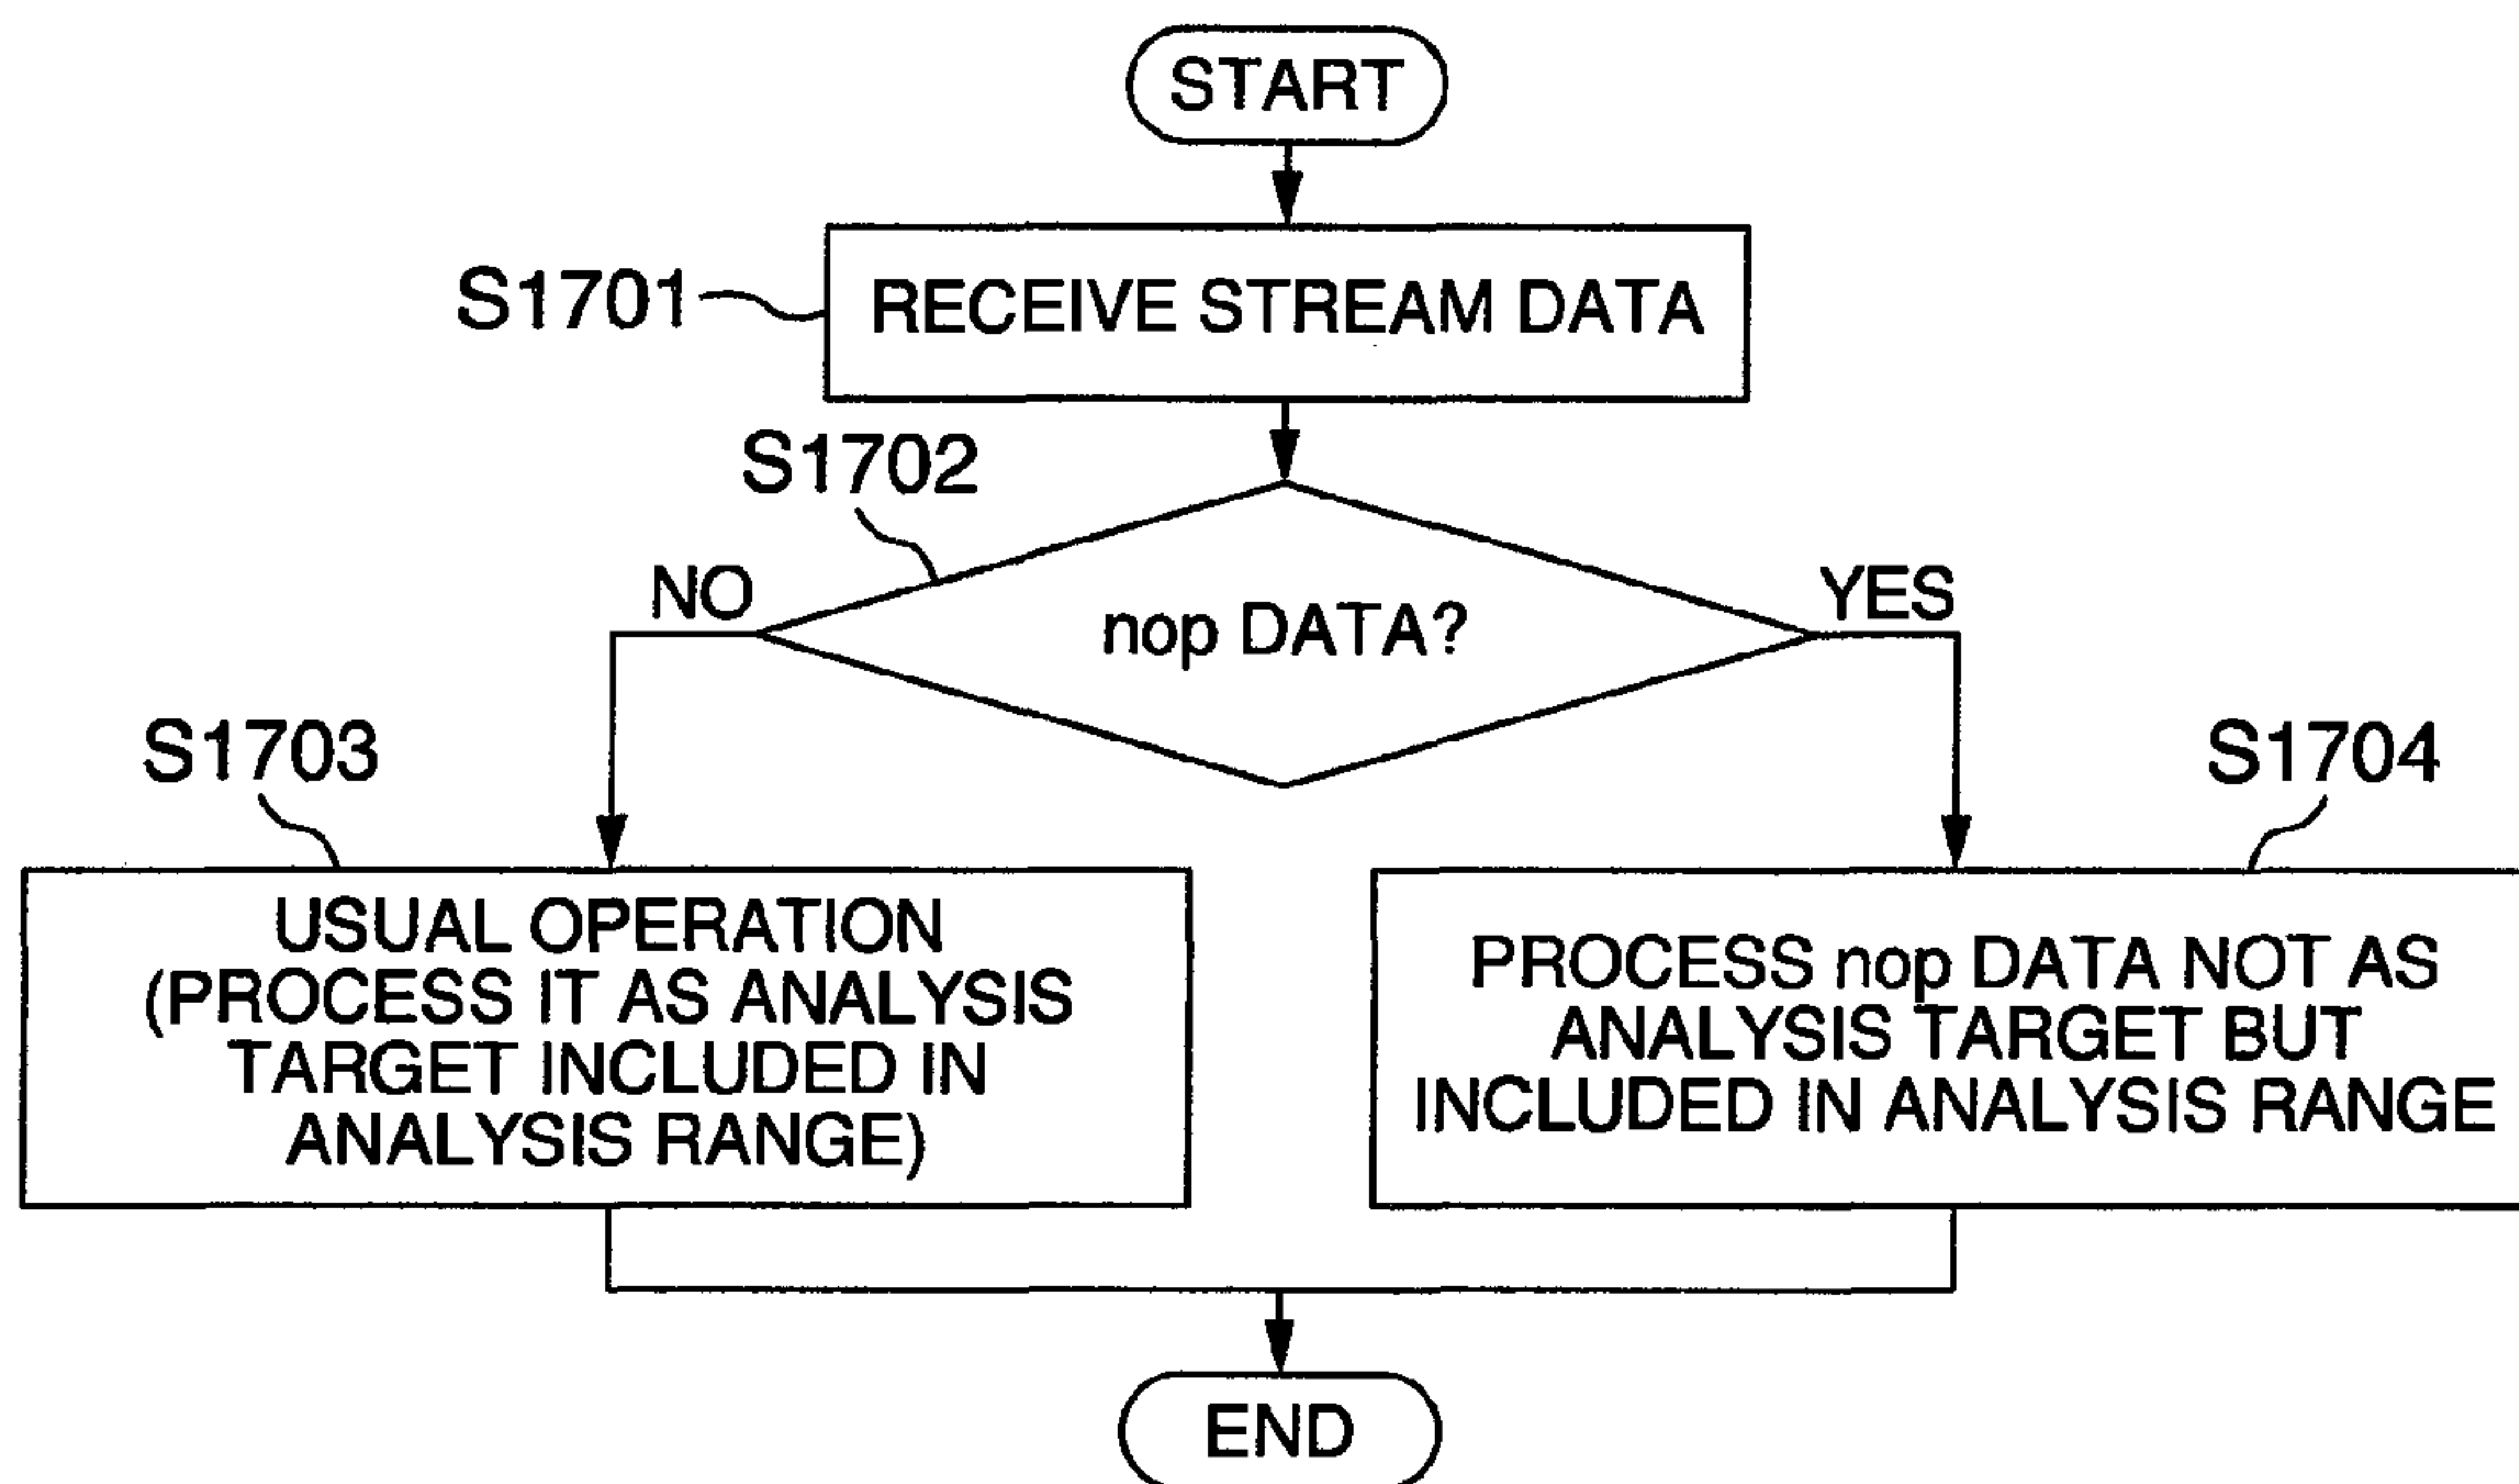 START
S1701
RECEIVE STREAM DATA
S1702
NO
nop DATA?
YES
S1703
S1704
USUAL OPERATION
(PROCESS IT AS ANALYSIS
TARGET INCLUDED IN
ANALYSIS RANGE)
PROCESS nop DATA NOT AS
ANALYSIS TARGET BUT
INCLUDED IN ANALYSIS RANGE
END